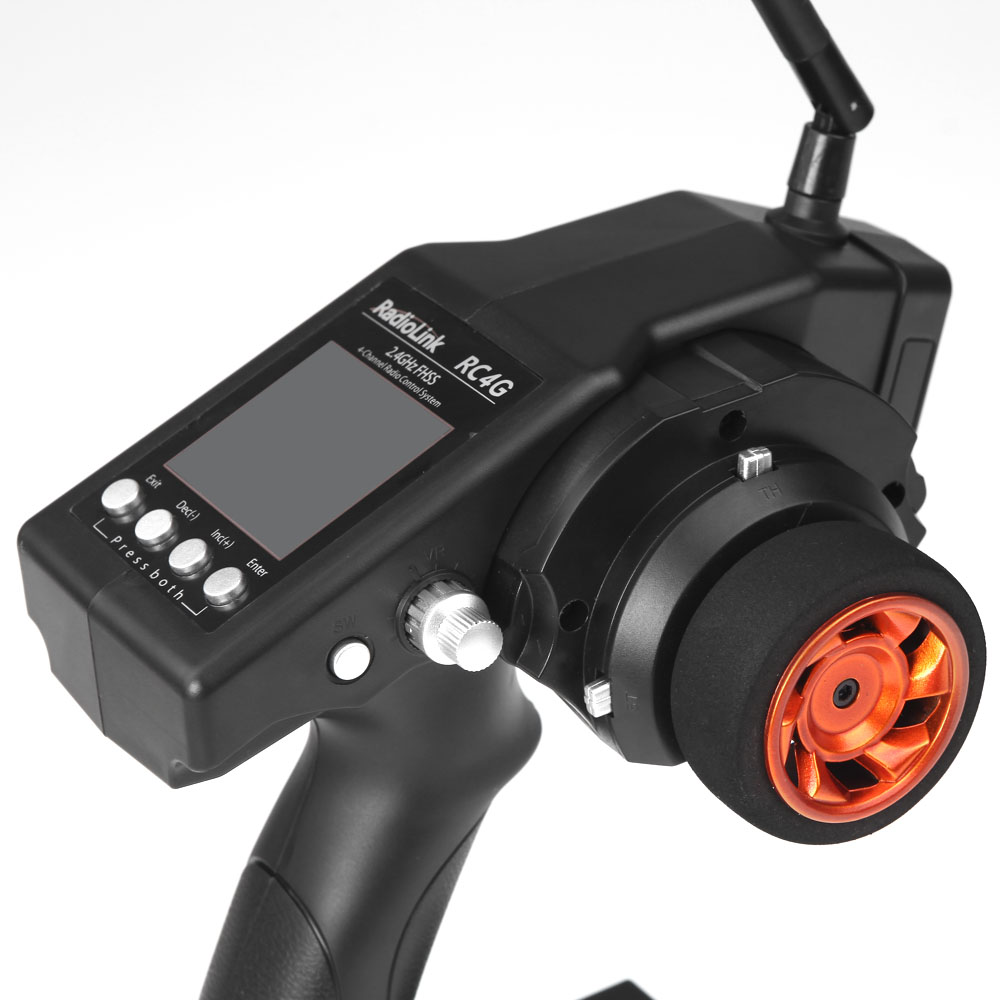 RadioLink
RC4G
2.4GHz FHSS
4-Channel Radio Control System
Exit
Dec(-)
Inc(+)
Enter
Press both
VR
SW
TH